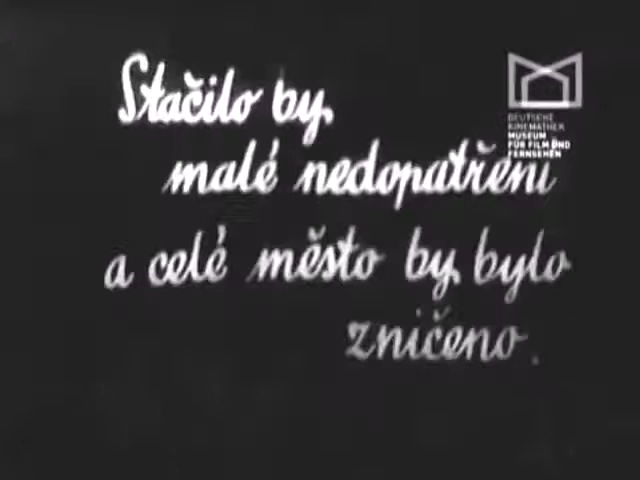 Stačilo by,
malé nedopatření
a celé město by bylo
zničeno.
DEUTSCHE
KINEMATHEK
MUSEUM
FÜR FILM UND
FERNSEHEN